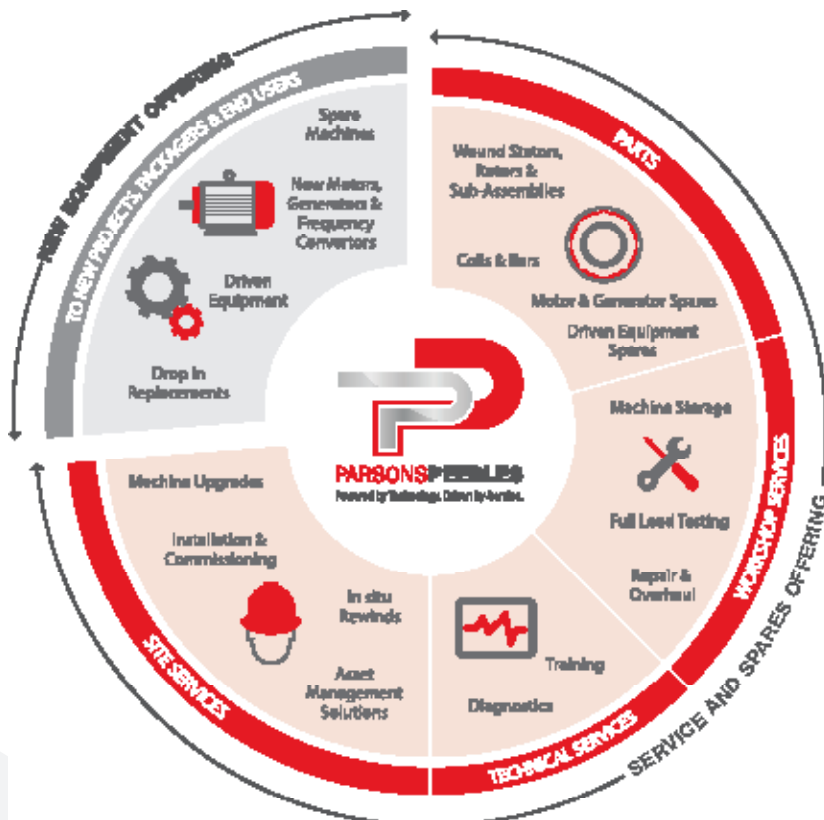 NEW EQUIPMENT OFFERING
TO NEW PROJECTS, PACKAGERS & END USERS
Spare
Machines
New Motors,
Generators &
Frequency
Convertors
Driven
Equipment
Drop In
Replacements
PARTS
Wound Stators,
Rotors &
Sub-Assemblies
Coils & Bars
Motor & Generator Spares
Driven Equipment
Spares
WORKSHOP SERVICES
Machine Storage
Full Load Testing
Repair &
Overhaul
SERVICE AND SPARES OFFERING
TECHNICAL SERVICES
Training
Diagnostics
SITE SERVICES
Machine Upgrades
Installation &
Commissioning
In situ
Rewinds
Asset
Management
Solutions
PARSONSPEEBLES
Powered by Technology. Driven by Service.